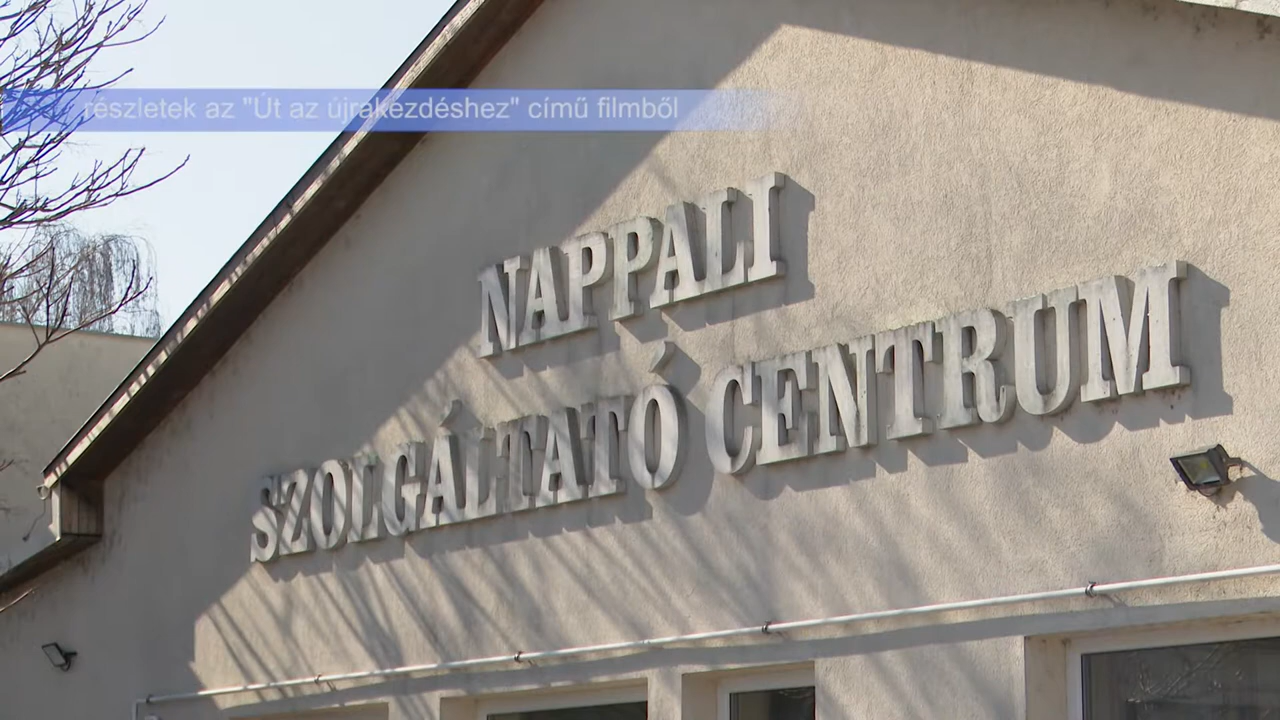 részletek az "Út az újrakezdéshez" című filmből
NAPPALI
SZOLGÁLTATÓ CENTRUM